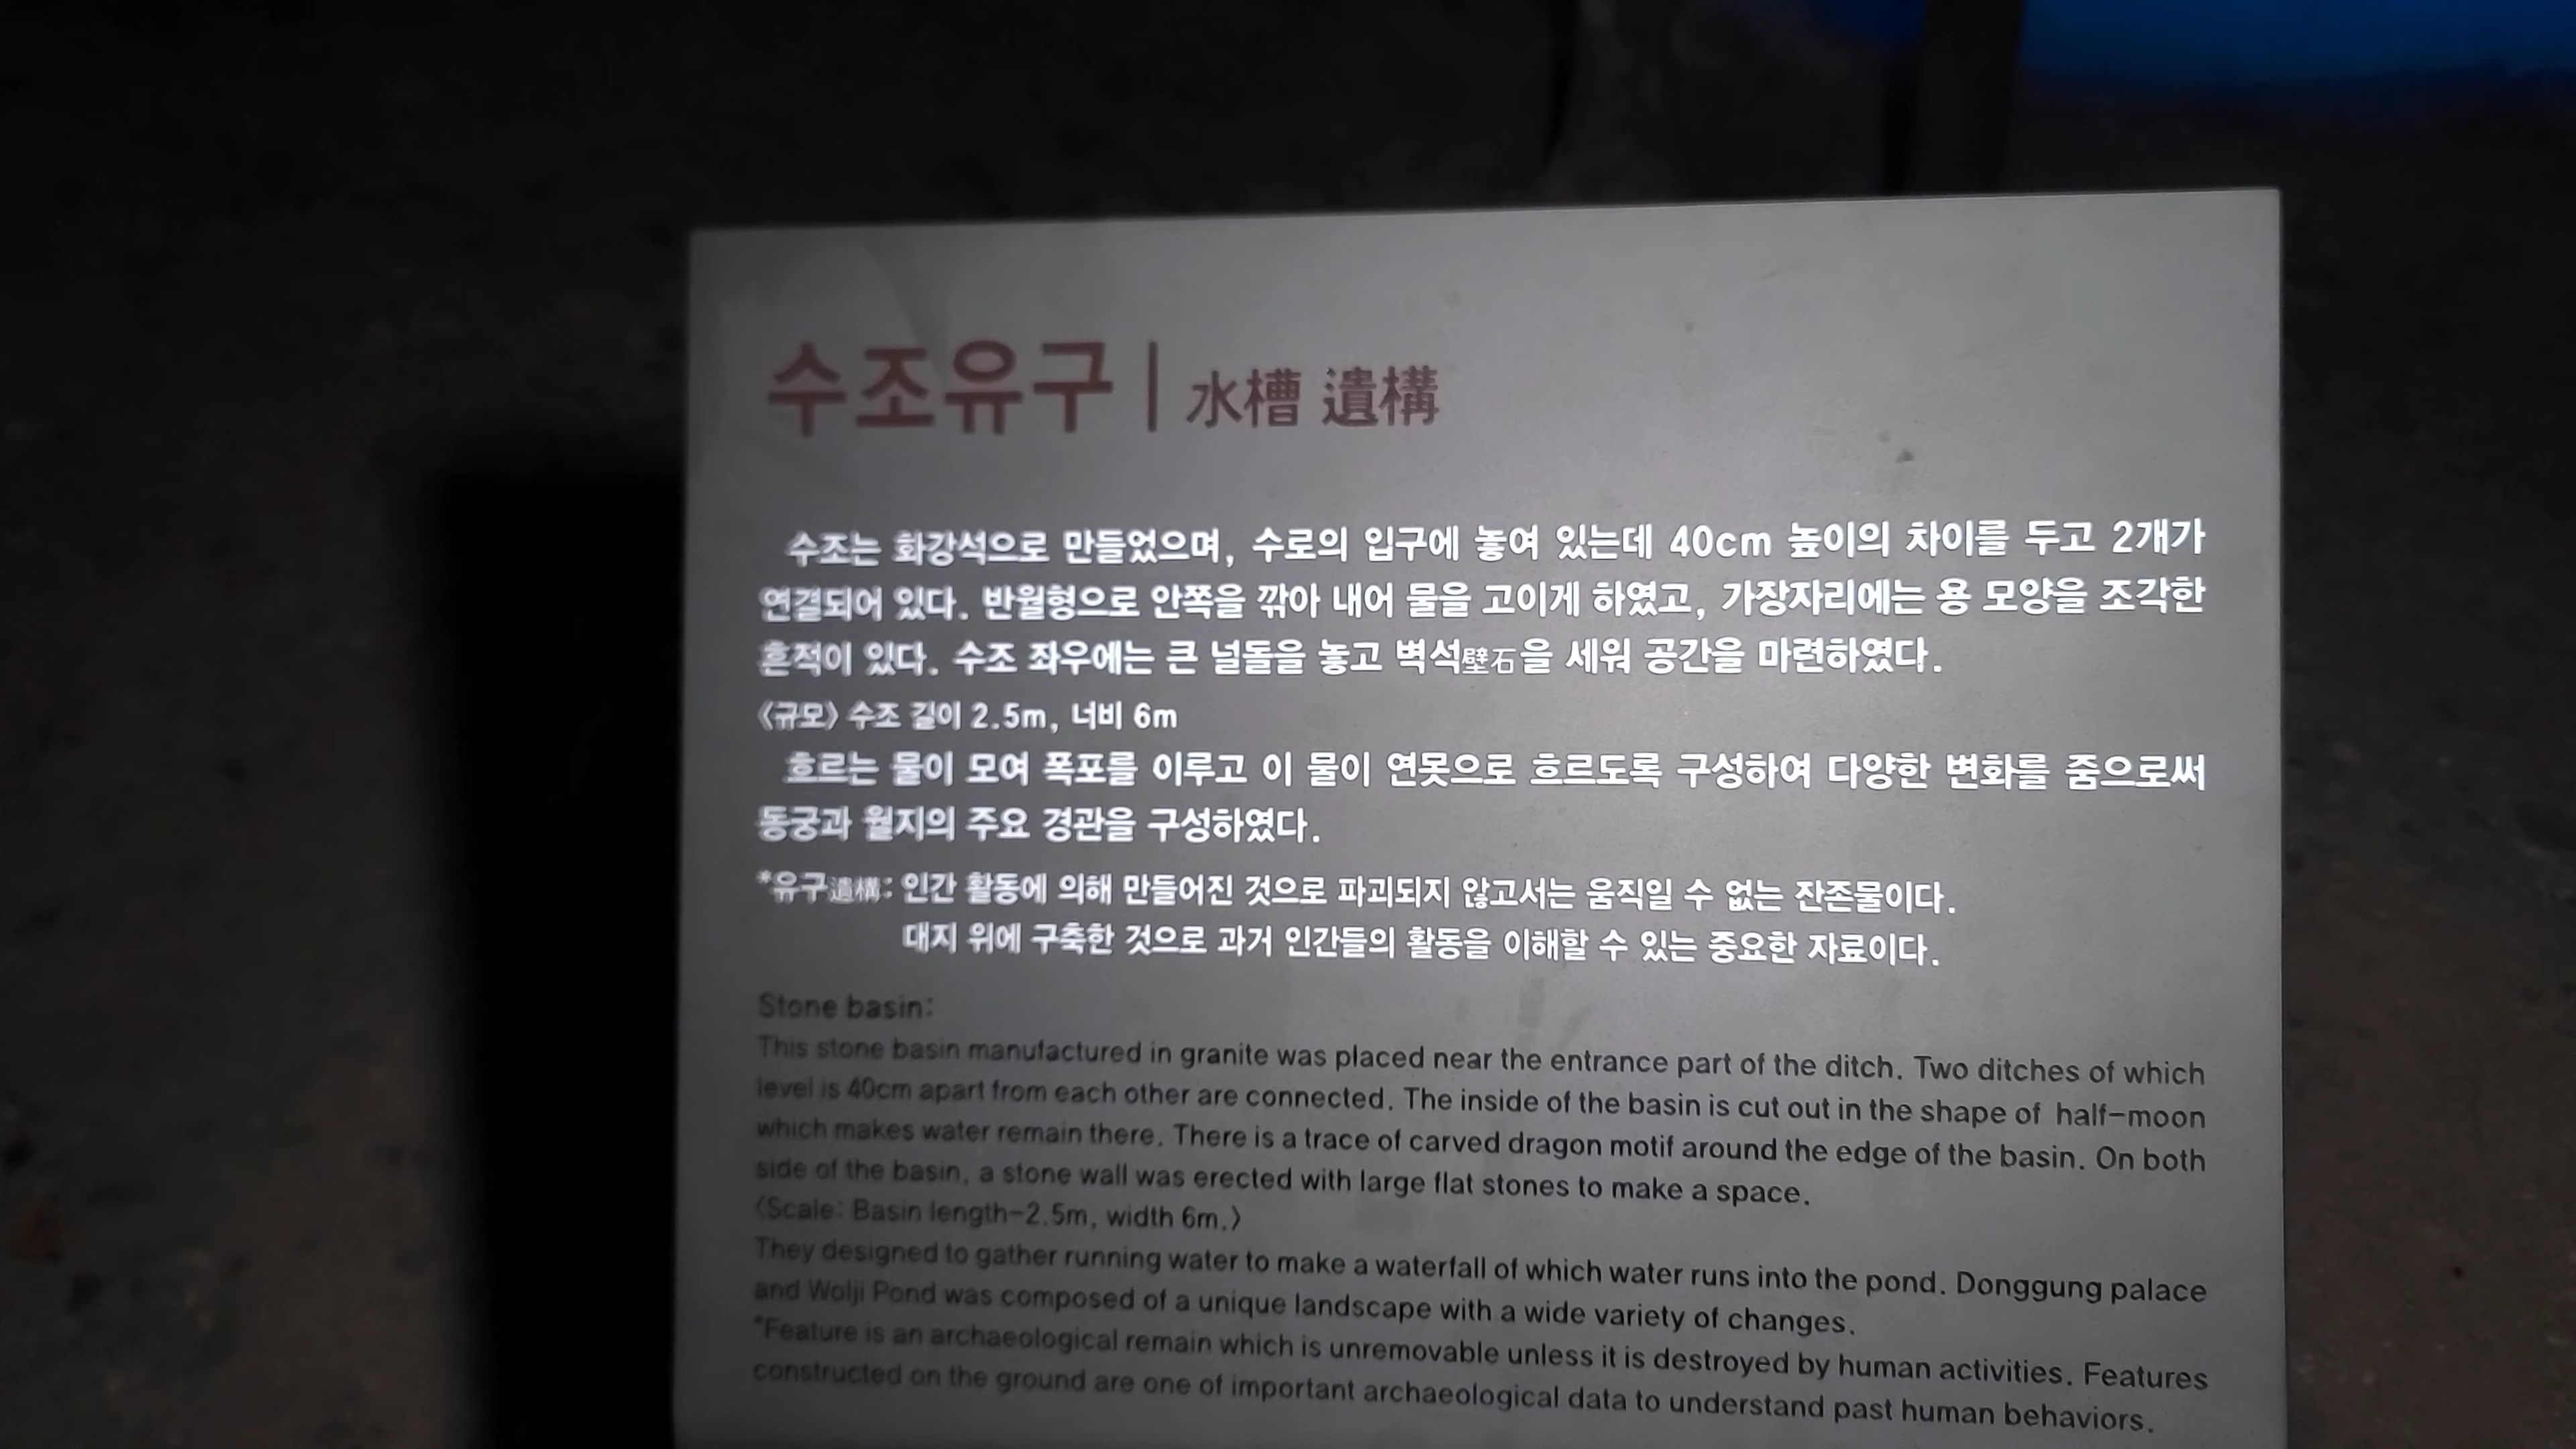 수조유구 | 水槽 遺構
수조는 화강석으로 만들었으며, 수로의 입구에 놓여 있는데 40cm 높이의 차이를 두고 2개가
연결되어 있다. 반월형으로 안쪽을 깎아 내어 물을 고이게 하였고, 가장자리에는 용 모양을 조각한
흔적이 있다. 수조 좌우에는 큰 널돌을 놓고 벽석壁石을 세워 공간을 마련하였다.
〈규모〉 수조 길이 2.5m, 너비 6m
흐르는 물이 모여 폭포를 이루고 이 물이 연못으로 흐르도록 구성하여 다양한 변화를 줌으로써
동궁과 월지의 주요 경관을 구성하였다.
*유구遺構: 인간 활동에 의해 만들어진 것으로 파괴되지 않고서는 움직일 수 없는 잔존물이다.
대지 위에 구축한 것으로 과거 인간들의 활동을 이해할 수 있는 중요한 자료이다.
Stone basin:
This stone basin manufactured in granite was placed near the entrance part of the ditch. Two ditches of which
level is 40cm apart from each other are connected. The inside of the basin is cut out in the shape of half-moon
which makes water remain there. There is a trace of carved dragon motif around the edge of the basin. On both
side of the basin, a stone wall was erected with large flat stones to make a space.
〈Scale: Basin length-2.5m, width 6m.〉
They designed to gather running water to make a waterfall of which water runs into the pond. Donggung palace
and Wolji Pond was composed of a unique landscape with a wide variety of changes.
*Feature is an archaeological remain which is unremovable unless it is destroyed by human activities. Features
constructed on the ground are one of important archaeological data to understand past human behaviors.